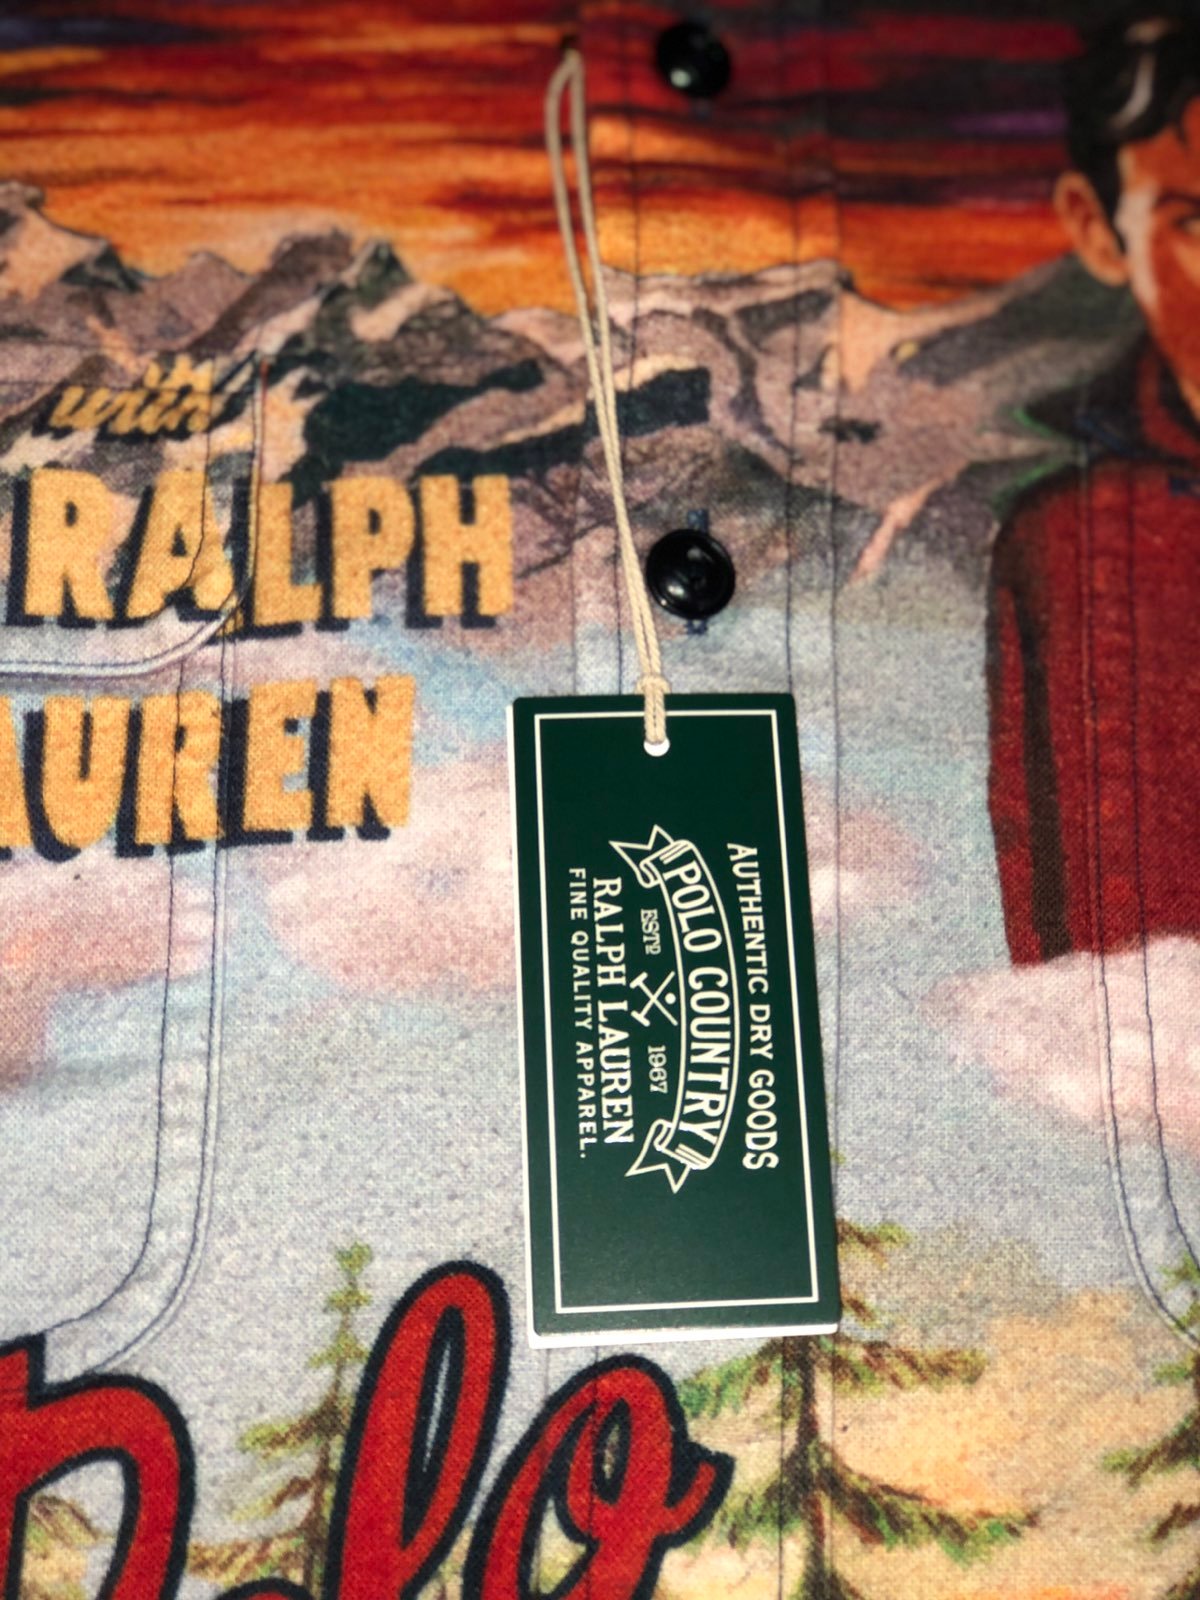 with
RALPH
AUREN
AUTHENTIC DRY GOODS
POLO COUNTRY
ESTD 1967
RALPH LAUREN
FINE QUALITY APPAREL.
Polo